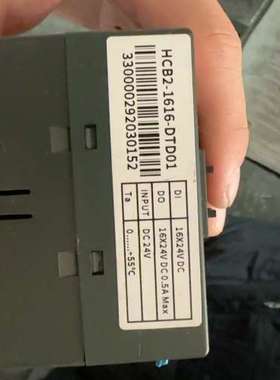 HCB2-1616-DTD01
330000292030152
DI 16X24V DC
DO 16X24V DC 0.5A Max
INPUT DC 24V
Ta 0......+55℃